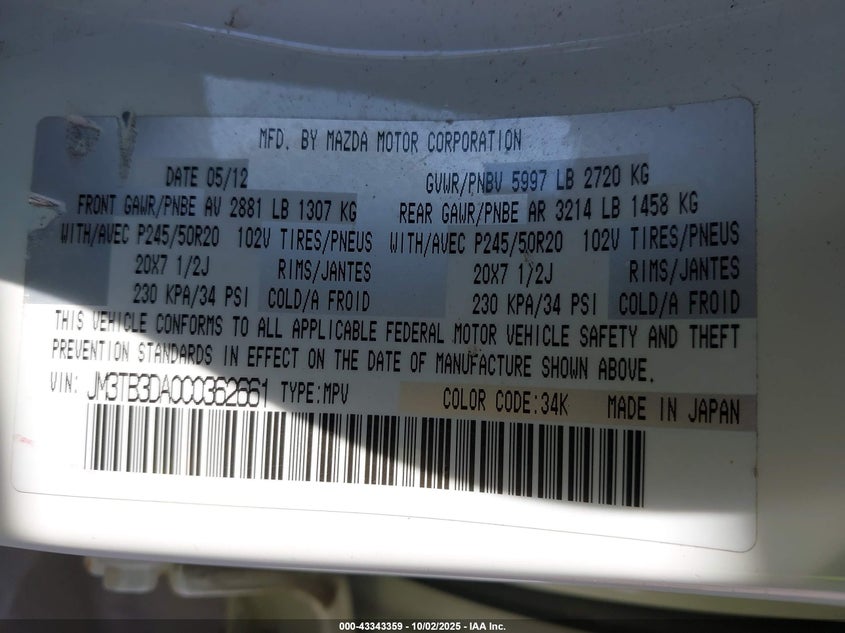 MFD. BY MAZDA MOTOR CORPORATION
DATE 05/12 GVWR/PNBV 5997 LB 2720 KG
FRONT GAWR/PNBE AV 2881 LB 1307 KG REAR GAWR/PNBE AR 3214 LB 1458 KG
WITH/AVEC P245/50R20 102V TIRES/PNEUS WITH/AVEC P245/50R20 102V TIRES/PNEUS
20X7 1/2J RIMS/JANTES 20X7 1/2J RIMS/JANTES
230 KPA/34 PSI COLD/A FROID 230 KPA/34 PSI COLD/A FROID
THIS VEHICLE CONFORMS TO ALL APPLICABLE FEDERAL MOTOR VEHICLE SAFETY AND THEFT
PREVENTION STANDARDS IN EFFECT ON THE DATE OF MANUFACTURE SHOWN ABOVE.
VIN: JM3TB3DA0C0362661 TYPE:MPV COLOR CODE:34K MADE IN JAPAN
000-43343359 - 10/02/2025 - IAA Inc.